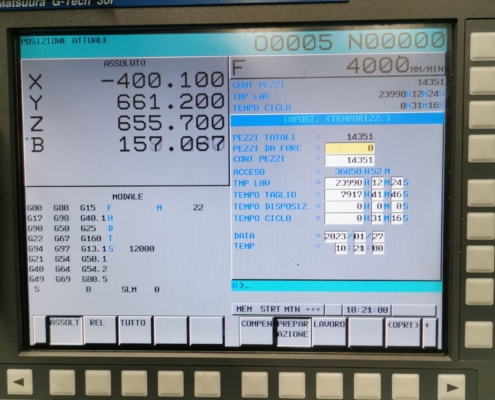 Matsuura G-Tech 30i
POSIZIONE ATTUALE
O0005 N00000
ASSOLUTO
X -400.100
Y 661.200
Z 655.700
B 157.067
F 4000 MM/MIN
CONT PEZZI 14351
TMP LAV 23990H12M24S
TEMPO CICLO 0H31M16S
IMPOST. (TEMPORIZZ.)
PEZZI TOTALI = 14351
PEZZI DA FARE = 0
CONT PEZZI = 14351
ACCESO = 36050H52M
TMP LAV = 23990H12M24S
TEMPO TAGLIO = 7917H41M46S
TEMPO DISPOSIZ. = 0H 0M 0S
TEMPO CICLO = 0H31M16S
DATA = 2023/01/27
TEMP = 10:21:00
MODALE
G00 G80 G15 F M 22
G17 G98 G40.1 H
G90 G50 G25 D
G22 G67 G160 T
G94 G97 G13.1 S 12000
G21 G54 G50.1
G40 G64 G54.2
G49 G69 G80.5
S 0 SLM 0
A>_
MEM STRT MTN *** 10:21:00
ASSOLT REL TUTTO
COMPEN PREPARAZIONE LAVORO (OPRT) +